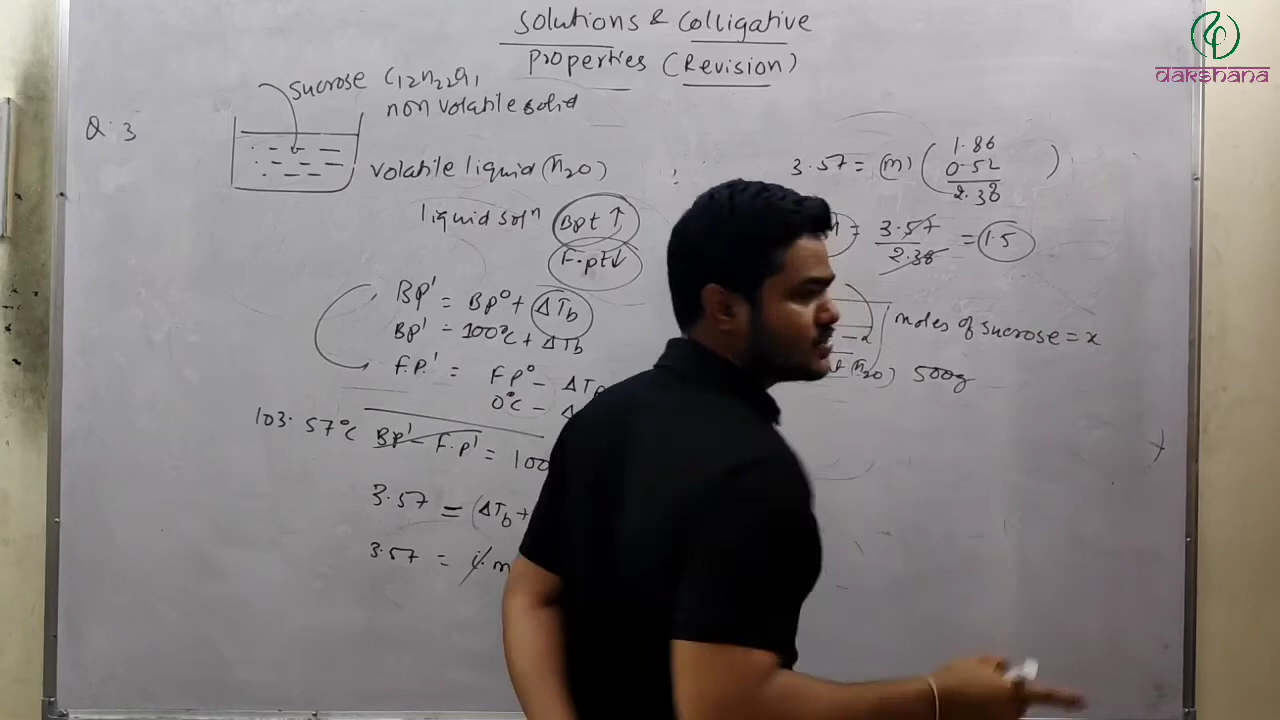 Solutions & Colligative
Properties (Revision)
dakshana
Q. 3
sucrose C12H22O11
non volatile solid
volatile liquid (H2O)
liquid solⁿ Bpt ↑
F.pt ↓
Bp' = Bp° + ΔTb
Bp' = 100°C + ΔTb
F.P.' = FP° -
0°C -
103.57°C Bp' - F.p' = 100
3.57 = (ΔTb +
3.57 = i. m
3.57 = (m) (1.86
0.52
2.38)
= 3.57
2.38 = 1.5
moles of sucrose = x
(H2O) 500g